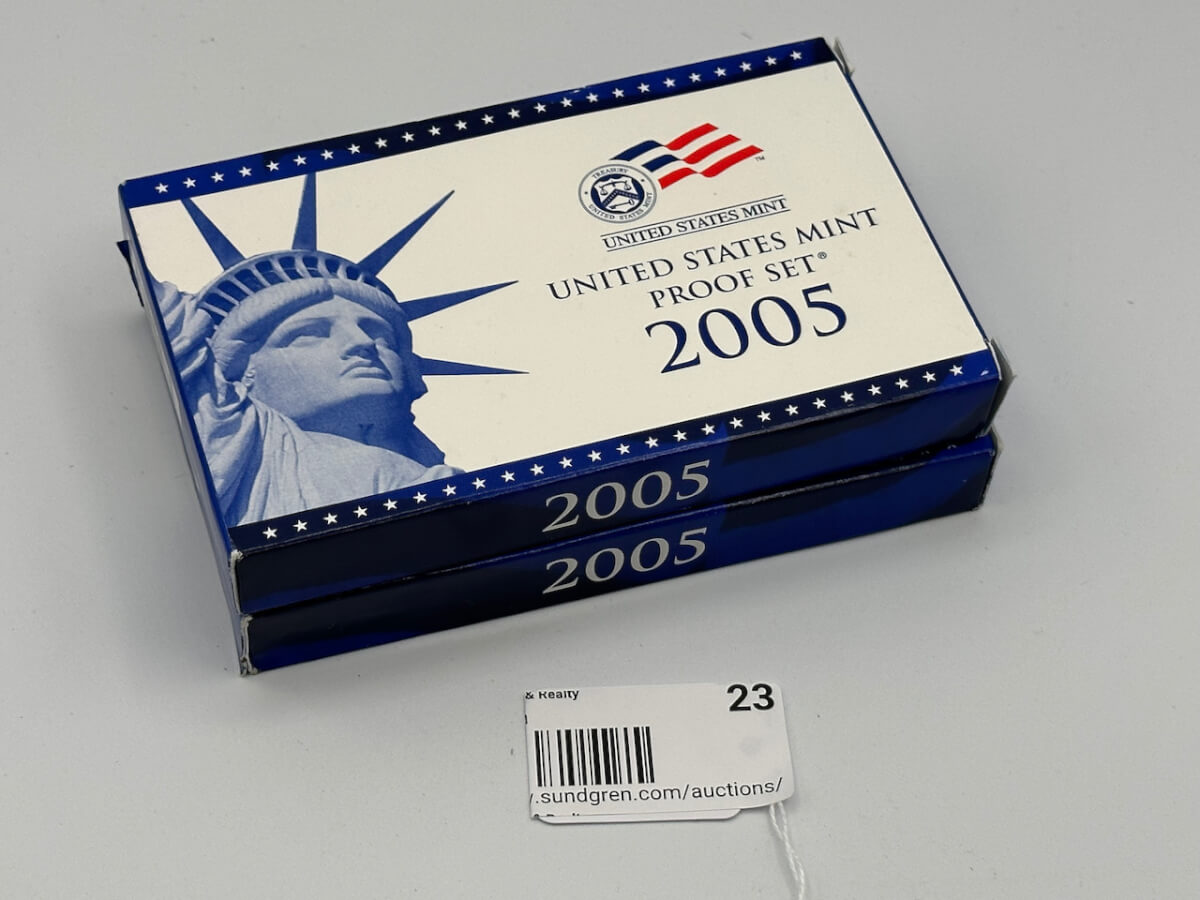 TREASURY
UNITED STATES MINT
TM
UNITED STATES MINT
UNITED STATES MINT
PROOF SET®
2005
2005
2005
& Realty
23
.sundgren.com/auctions/